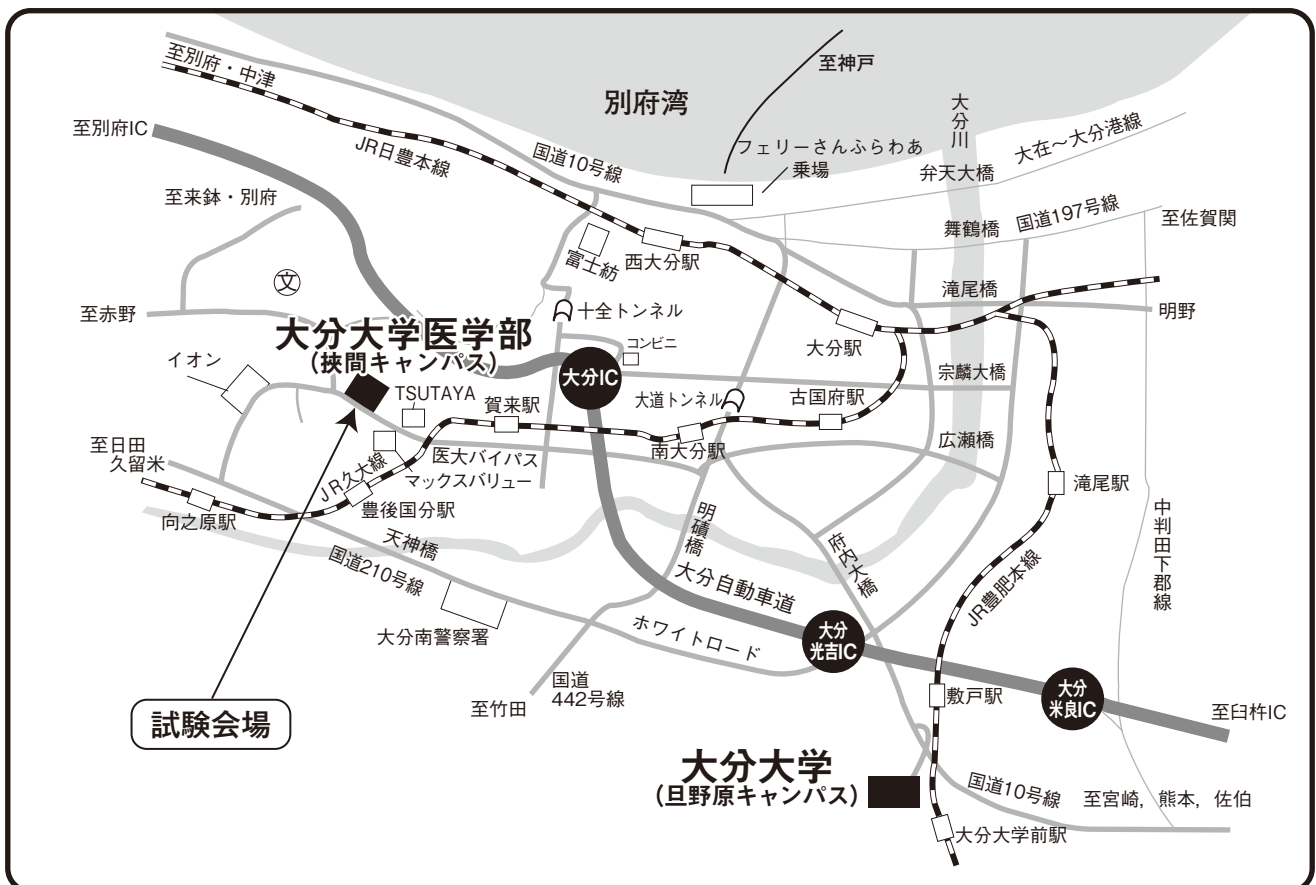 至別府・中津
至神戸
別府湾
大分川
至別府IC
JR日豊本線
国道10号線
フェリーさんふらわあ
乗場
大在〜大分港線
弁天大橋
至来鉢・別府
舞鶴橋
国道197号線
至佐賀関
富士紡
西大分駅
文
滝尾橋
至赤野
十全トンネル
明野
大分大学医学部
(挾間キャンパス)
コンビニ
大分駅
イオン
大分IC
宗麟大橋
TSUTAYA
賀来駅
大道トンネル
古国府駅
至日田
久留米
JR久大線
医大バイパス
マックスバリュー
南大分駅
広瀬橋
滝尾駅
向之原駅
豊後国分駅
明磧橋
中判田下郡線
天神橋
国道210号線
府内大橋
大分自動車道
JR豊肥本線
大分南警察署
ホワイトロード
大分
光吉IC
国道
442号線
至竹田
敷戸駅
大分
米良IC
至臼杵IC
試験会場
大分大学
(旦野原キャンパス)
国道10号線
至宮崎，熊本，佐伯
大分大学前駅